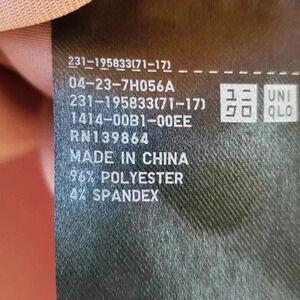 231-195833(71-17)
04-23-7H056A
231-195833(71-17)
1414-00B1-00EE
RN139864
MADE IN CHINA
96% POLYESTER
4% SPANDEX
ユニ
クロ
UNI
QLO